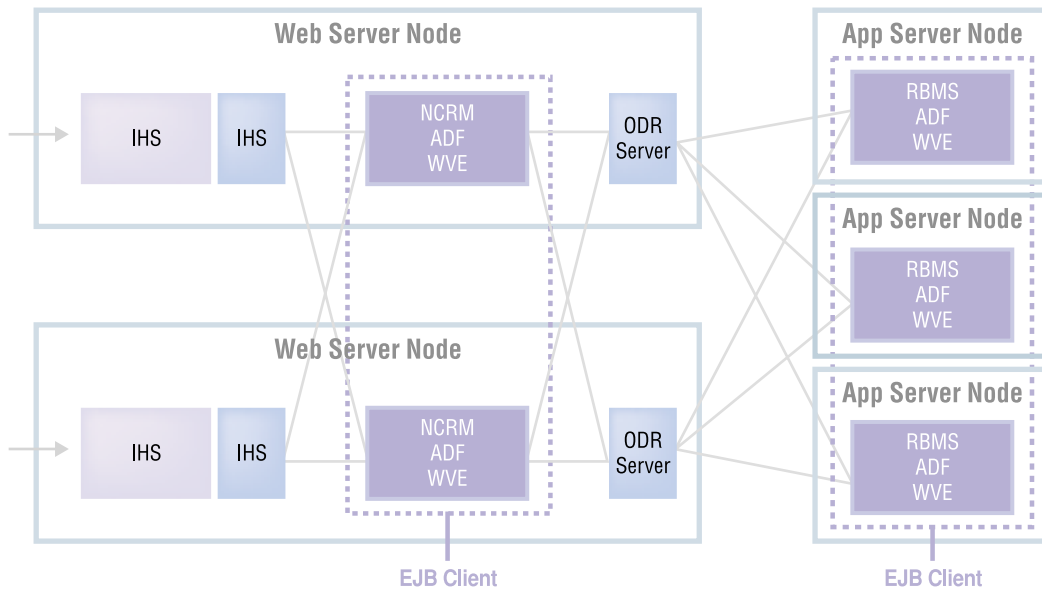 Web Server Node
IHS
IHS
NCRM
ADF
WVE
ODR
Server
Web Server Node
IHS
IHS
NCRM
ADF
WVE
ODR
Server
EJB Client
App Server Node
RBMS
ADF
WVE
App Server Node
RBMS
ADF
WVE
App Server Node
RBMS
ADF
WVE
EJB Client